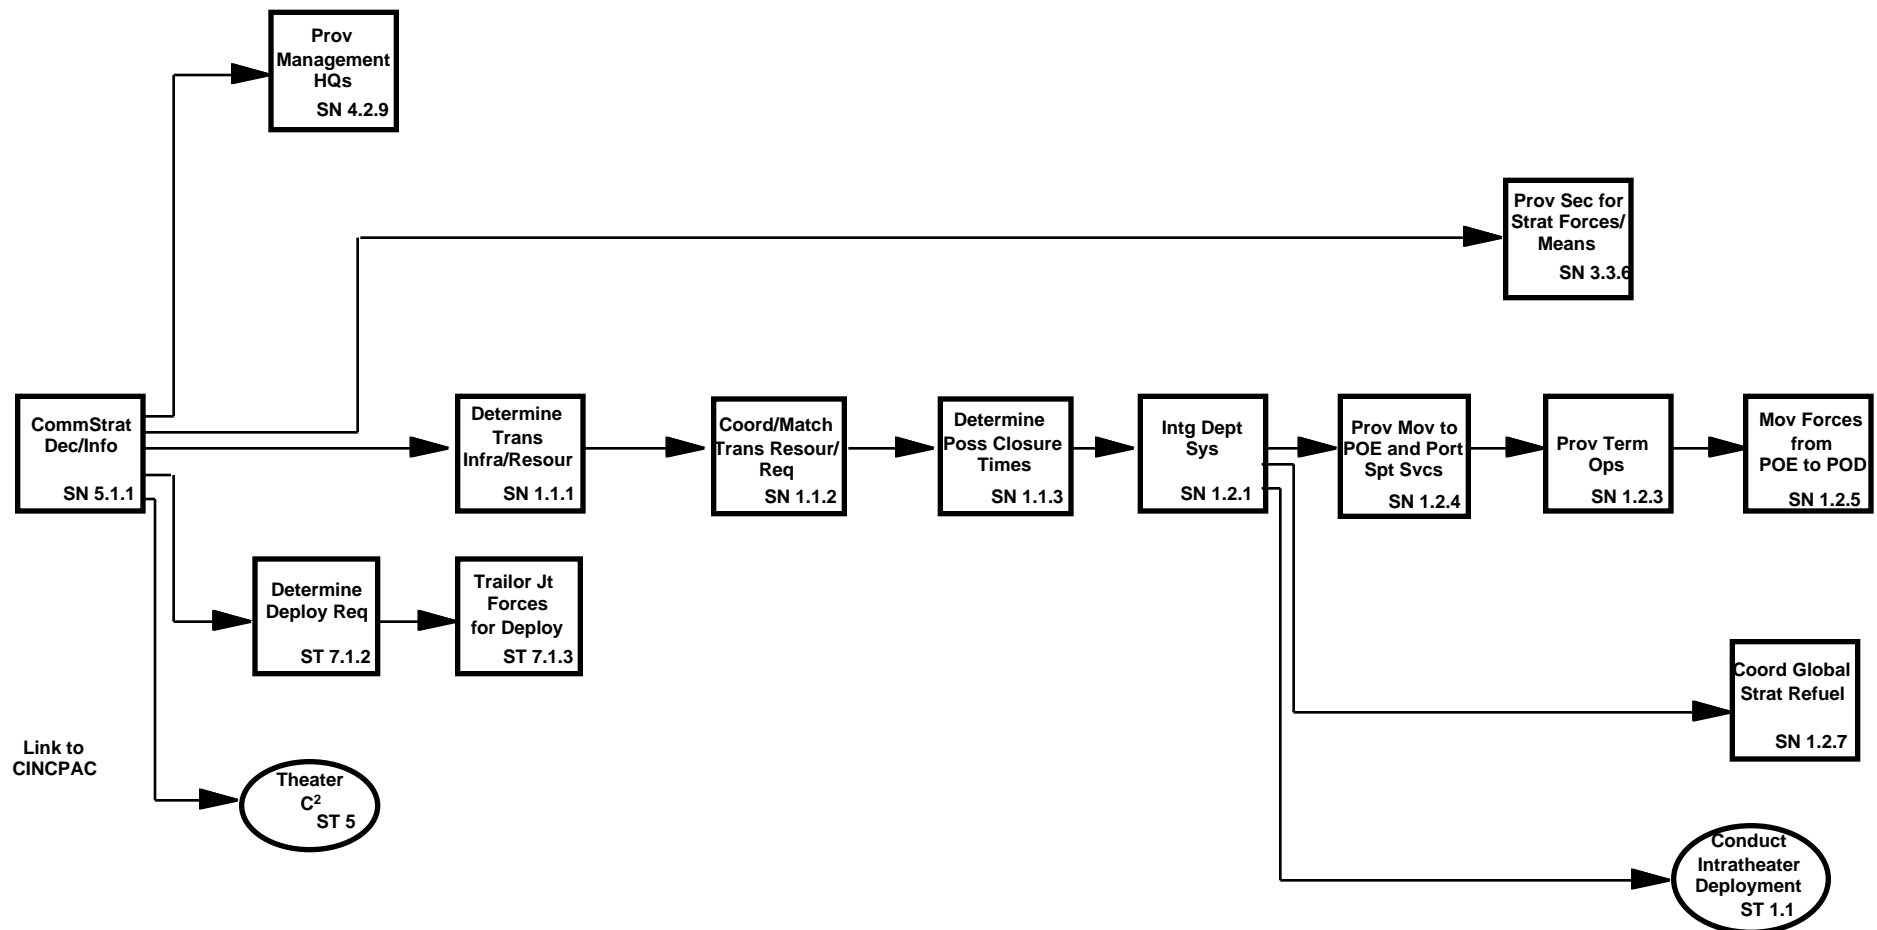 Prov
Management
HQs
SN 4.2.9
Prov Sec for
Strat Forces/
Means
SN 3.3.6
CommStrat
Dec/Info
SN 5.1.1
Determine
Trans
Infra/Resour
SN 1.1.1
Coord/Match
Trans Resour/
Req
SN 1.1.2
Determine
Poss Closure
Times
SN 1.1.3
Intg Dept
Sys
SN 1.2.1
Prov Mov to
POE and Port
Spt Svcs
SN 1.2.4
Prov Term
Ops
SN 1.2.3
Mov Forces
from
POE to POD
SN 1.2.5
Determine
Deploy Req
ST 7.1.2
Trailor Jt
Forces
for Deploy
ST 7.1.3
Coord Global
Strat Refuel
SN 1.2.7
Link to
CINCPAC
Theater
C²
ST 5
Conduct
Intratheater
Deployment
ST 1.1